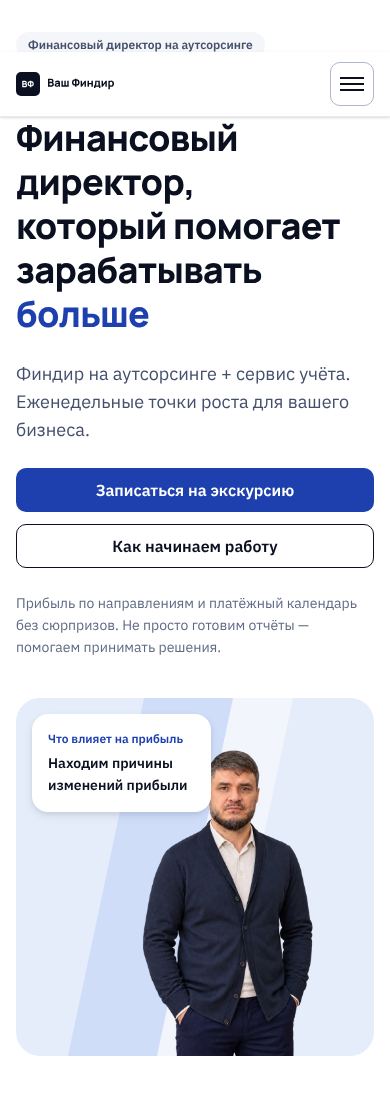 Финансовый директор на аутсорсинге
ВФ Ваш Финдир
Финансовый
директор,
который помогает
зарабатывать
больше
Финдир на аутсорсинге + сервис учёта.
Еженедельные точки роста для вашего
бизнеса.
Записаться на экскурсию
Как начинаем работу
Прибыль по направлениям и платёжный календарь
без сюрпризов. Не просто готовим отчёты —
помогаем принимать решения.
Что влияет на прибыль
Находим причины
изменений прибыли